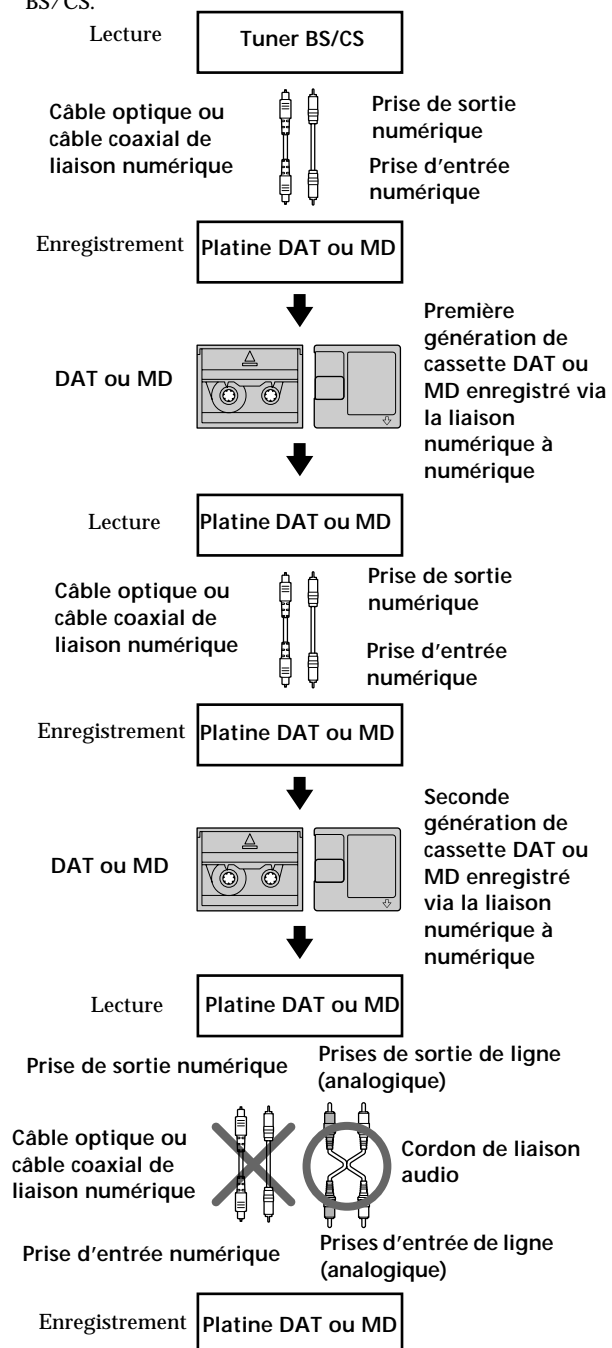 BS/CS.
Lecture
Tuner BS/CS
Câble optique ou
câble coaxial de
liaison numérique
Prise de sortie
numérique
Prise d'entrée
numérique
Enregistrement
Platine DAT ou MD
DAT ou MD
Première
génération de
cassette DAT ou
MD enregistré via
la liaison
numérique à
numérique
Lecture
Platine DAT ou MD
Câble optique ou
câble coaxial de
liaison numérique
Prise de sortie
numérique
Prise d'entrée
numérique
Enregistrement
Platine DAT ou MD
DAT ou MD
Seconde
génération de
cassette DAT ou
MD enregistré
via la liaison
numérique à
numérique
Lecture
Platine DAT ou MD
Prise de sortie numérique
Prises de sortie de ligne
(analogique)
Câble optique ou
câble coaxial de
liaison numérique
Cordon de liaison
audio
Prise d'entrée numérique
Prises d'entrée de ligne
(analogique)
Enregistrement
Platine DAT ou MD